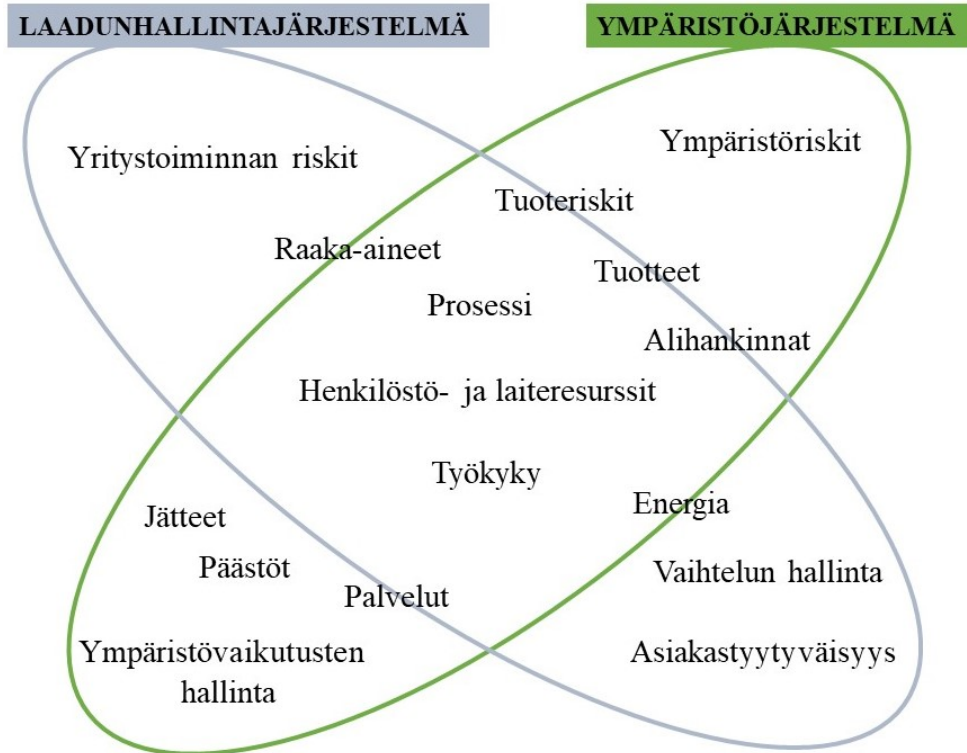 LAADUNHALLINTAJÄRJESTELMÄ
YMPÄRISTÖJÄRJESTELMÄ
Yritystoiminnan riskit
Ympäristöriskit
Tuoteriskit
Raaka-aineet
Tuotteet
Prosessi
Alihankinnat
Henkilöstö- ja laiteresurssit
Työkyky
Energia
Jätteet
Päästöt
Vaihtelun hallinta
Palvelut
Ympäristövaikutusten
hallinta
Asiakastyytyväisyys